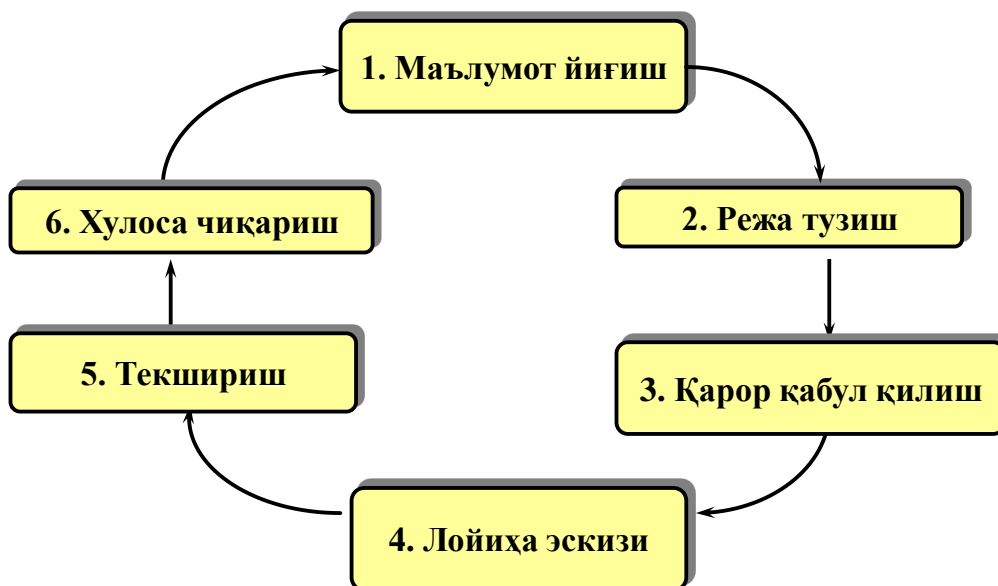 1. Маълумот йиғиш
2. Режа тузиш
3. Қарор қабул қилиш
4. Лойиҳа эскизи
5. Текшириш
6. Хулоса чиқариш